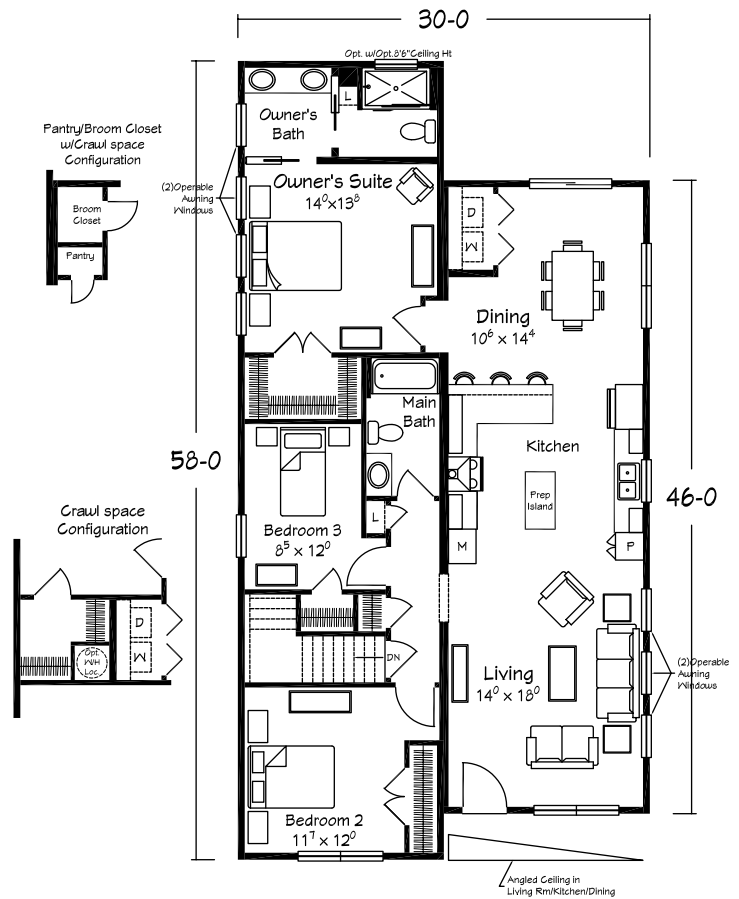 30-0
Opt. w/Opt.8'6"Ceiling Ht
L
Owner's
Bath
Pantry/Broom Closet
w/Crawl space
Configuration
(2)Operable
Awning
Windows
Owner's Suite
14⁰x13⁸
Broom
Closet
Pantry
D
W
Dining
10⁶ x 14⁴
Main
Bath
Kitchen
58-0
46-0
Prep
Island
Crawl space
Configuration
L
Bedroom 3
8⁵ x 12⁰
M
P
D
W
Opt.
W/H
Loc.
DN
Living
14⁰ x 18⁰
(2)Operable
Awning
Windows
Bedroom 2
11⁷ x 12⁰
Angled Ceiling in
Living Rm/Kitchen/Dining